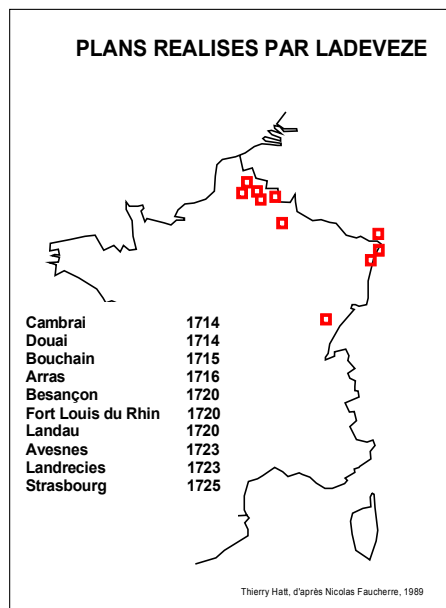 PLANS REALISES PAR LADEVEZE
Cambrai 1714
Douai 1714
Bouchain 1715
Arras 1716
Besançon 1720
Fort Louis du Rhin 1720
Landau 1720
Avesnes 1723
Landrecies 1723
Strasbourg 1725
Thierry Hatt, d'après Nicolas Faucherre, 1989